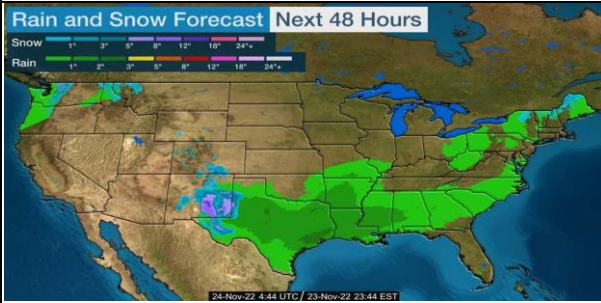 Rain and Snow Forecast Next 48 Hours
Snow
1" 3" 5" 8" 12" 18" 24"+
Rain
1" 2" 3" 5" 8" 12" 18" 24"+
24-Nov-22 4:44 UTC / 23-Nov-22 23:44 EST